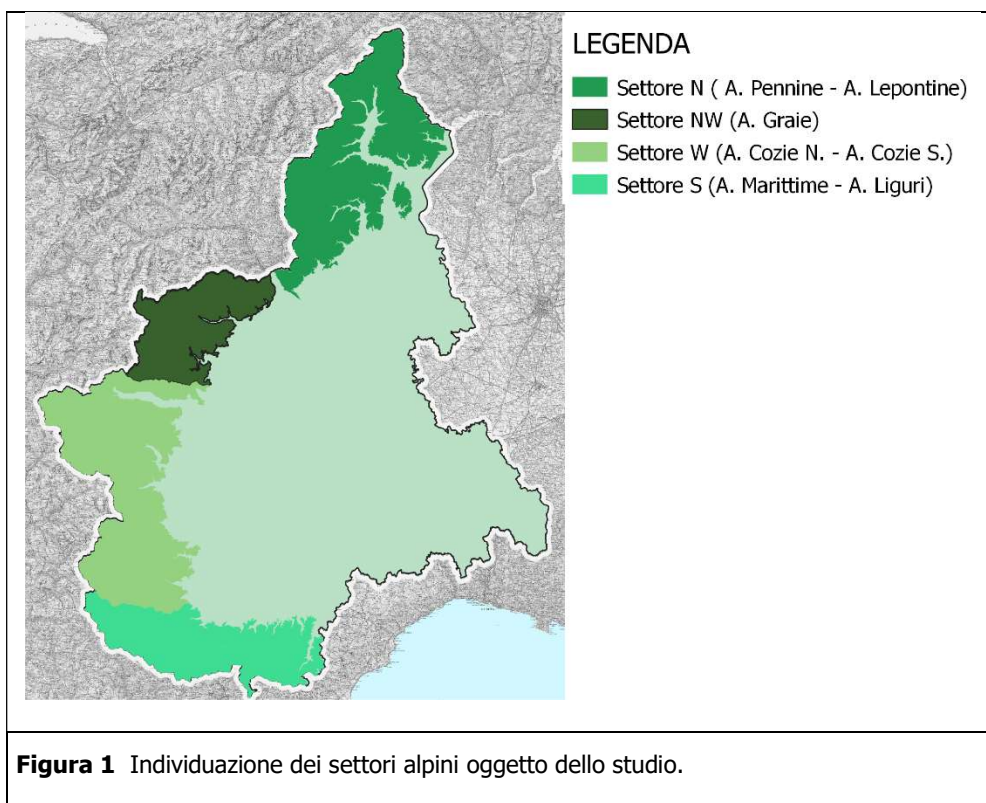 LEGENDA
Settore N ( A. Pennine - A. Lepontine)
Settore NW (A. Graie)
Settore W (A. Cozie N. - A. Cozie S.)
Settore S (A. Marittime - A. Liguri)
Figura 1 Individuazione dei settori alpini oggetto dello studio.